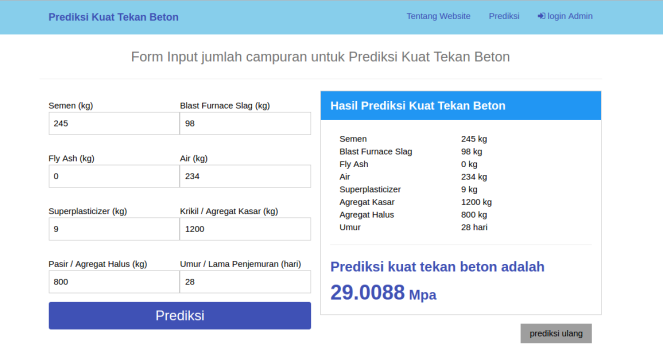 Prediksi Kuat Tekan Beton
Tentang Website Prediksi login Admin
Form Input jumlah campuran untuk Prediksi Kuat Tekan Beton
Semen (kg) Blast Furnace Slag (kg)
245 98
Fly Ash (kg) Air (kg)
0 234
Superplasticizer (kg) Krikil / Agregat Kasar (kg)
9 1200
Pasir / Agregat Halus (kg) Umur / Lama Penjemuran (hari)
800 28
Prediksi
Hasil Prediksi Kuat Tekan Beton
Semen 245 kg
Blast Furnace Slag 98 kg
Fly Ash 0 kg
Air 234 kg
Superplasticizer 9 kg
Agregat Kasar 1200 kg
Agregat Halus 800 kg
Umur 28 hari
Prediksi kuat tekan beton adalah
29.0088 Mpa
prediksi ulang